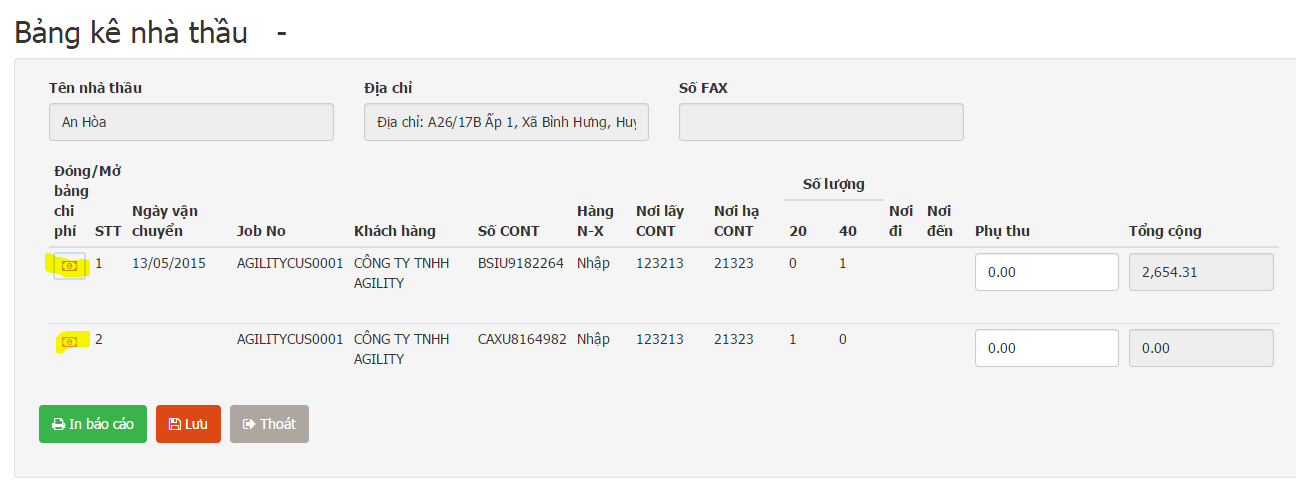 Bảng kê nhà thầu -
Tên nhà thầu Địa chỉ Số FAX
An Hòa Địa chỉ: A26/17B Ấp 1, Xã Bình Hưng, Huy
Đóng/Mở
bảng Số lượng
chi Ngày vận Hàng Nơi lấy Nơi hạ Nơi Nơi
phí STT chuyển Job No Khách hàng Số CONT N-X CONT CONT 20 40 đi đến Phụ thu Tổng cộng
1 13/05/2015 AGILITYCUS0001 CÔNG TY TNHH BSIU9182264 Nhập 123213 21323 0 1 0.00 2,654.31
AGILITY
2 AGILITYCUS0001 CÔNG TY TNHH CAXU8164982 Nhập 123213 21323 1 0 0.00 0.00
AGILITY
In báo cáo Lưu Thoát